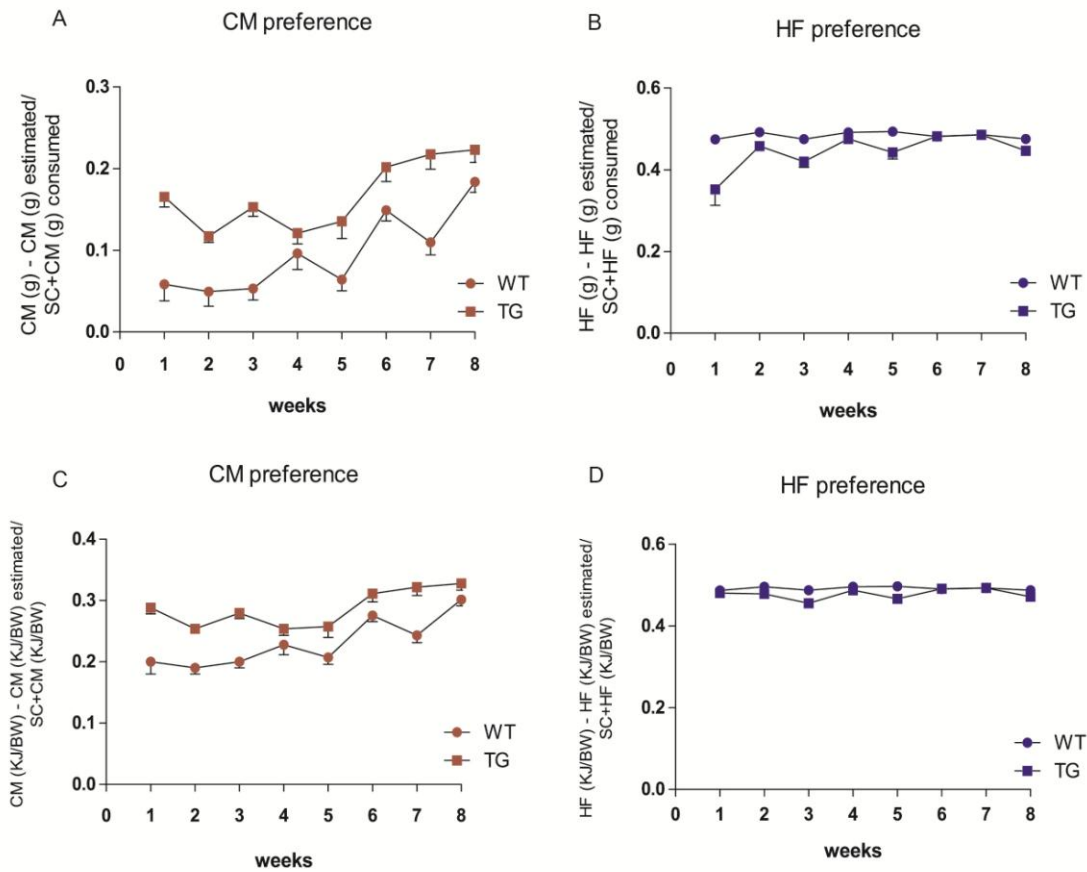 A
CM preference
CM (g) - CM (g) estimated/
SC+CM (g) consumed
0.3
0.2
0.1
0.0
WT
TG
0 1 2 3 4 5 6 7 8
weeks
B
HF preference
HF (g) - HF (g) estimated/
SC+HF (g) consumed
0.6
0.4
0.2
0.0
WT
TG
0 1 2 3 4 5 6 7 8
weeks
C
CM preference
CM (KJ/BW) - CM (KJ/BW) estimated/
SC+CM (KJ/BW)
0.4
0.3
0.2
0.1
0.0
WT
TG
0 1 2 3 4 5 6 7 8
weeks
D
HF preference
HF (KJ/BW) - HF (KJ/BW) estimated/
SC+HF (KJ/BW)
0.6
0.4
0.2
0.0
WT
TG
0 1 2 3 4 5 6 7 8
weeks